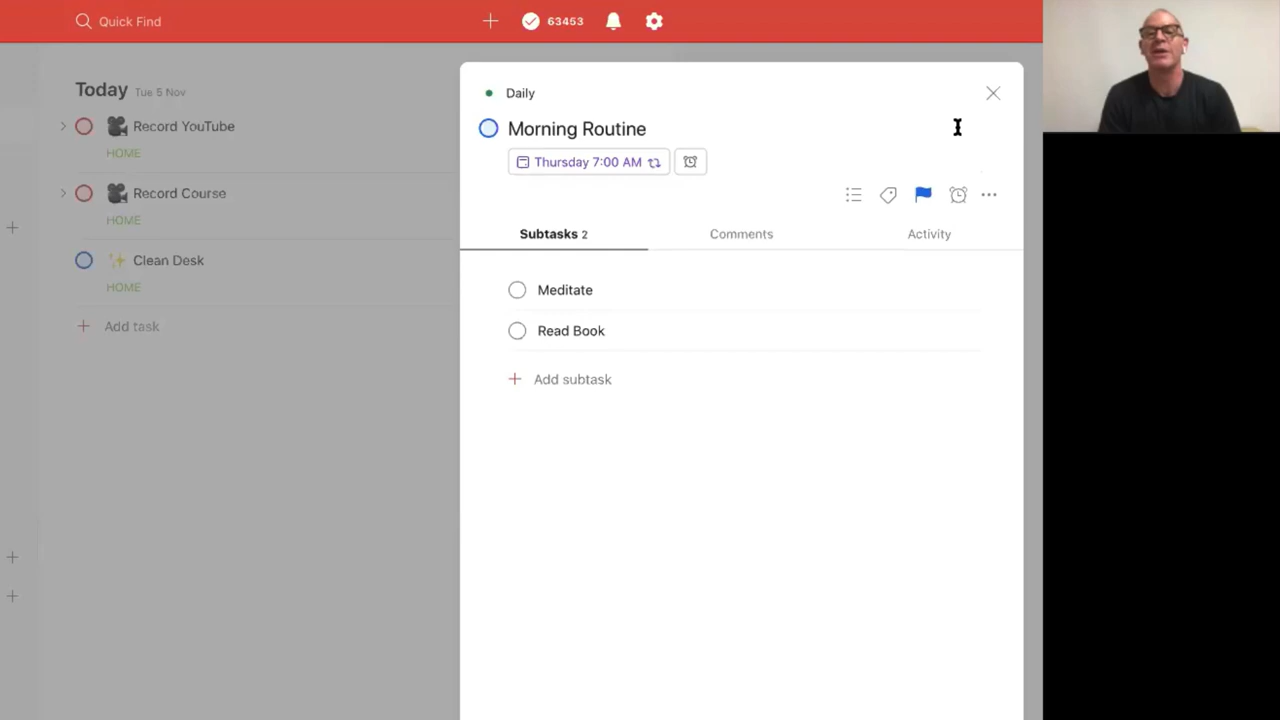 Quick Find
63453
Today Tue 5 Nov
Record YouTube
HOME
Record Course
HOME
Clean Desk
HOME
Add task
Daily
Morning Routine
Thursday 7:00 AM
Subtasks 2 Comments Activity
Meditate
Read Book
Add subtask